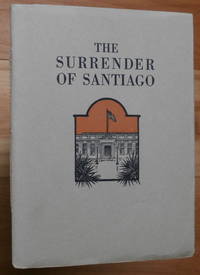 THE
SURRENDER
OF SANTIAGO